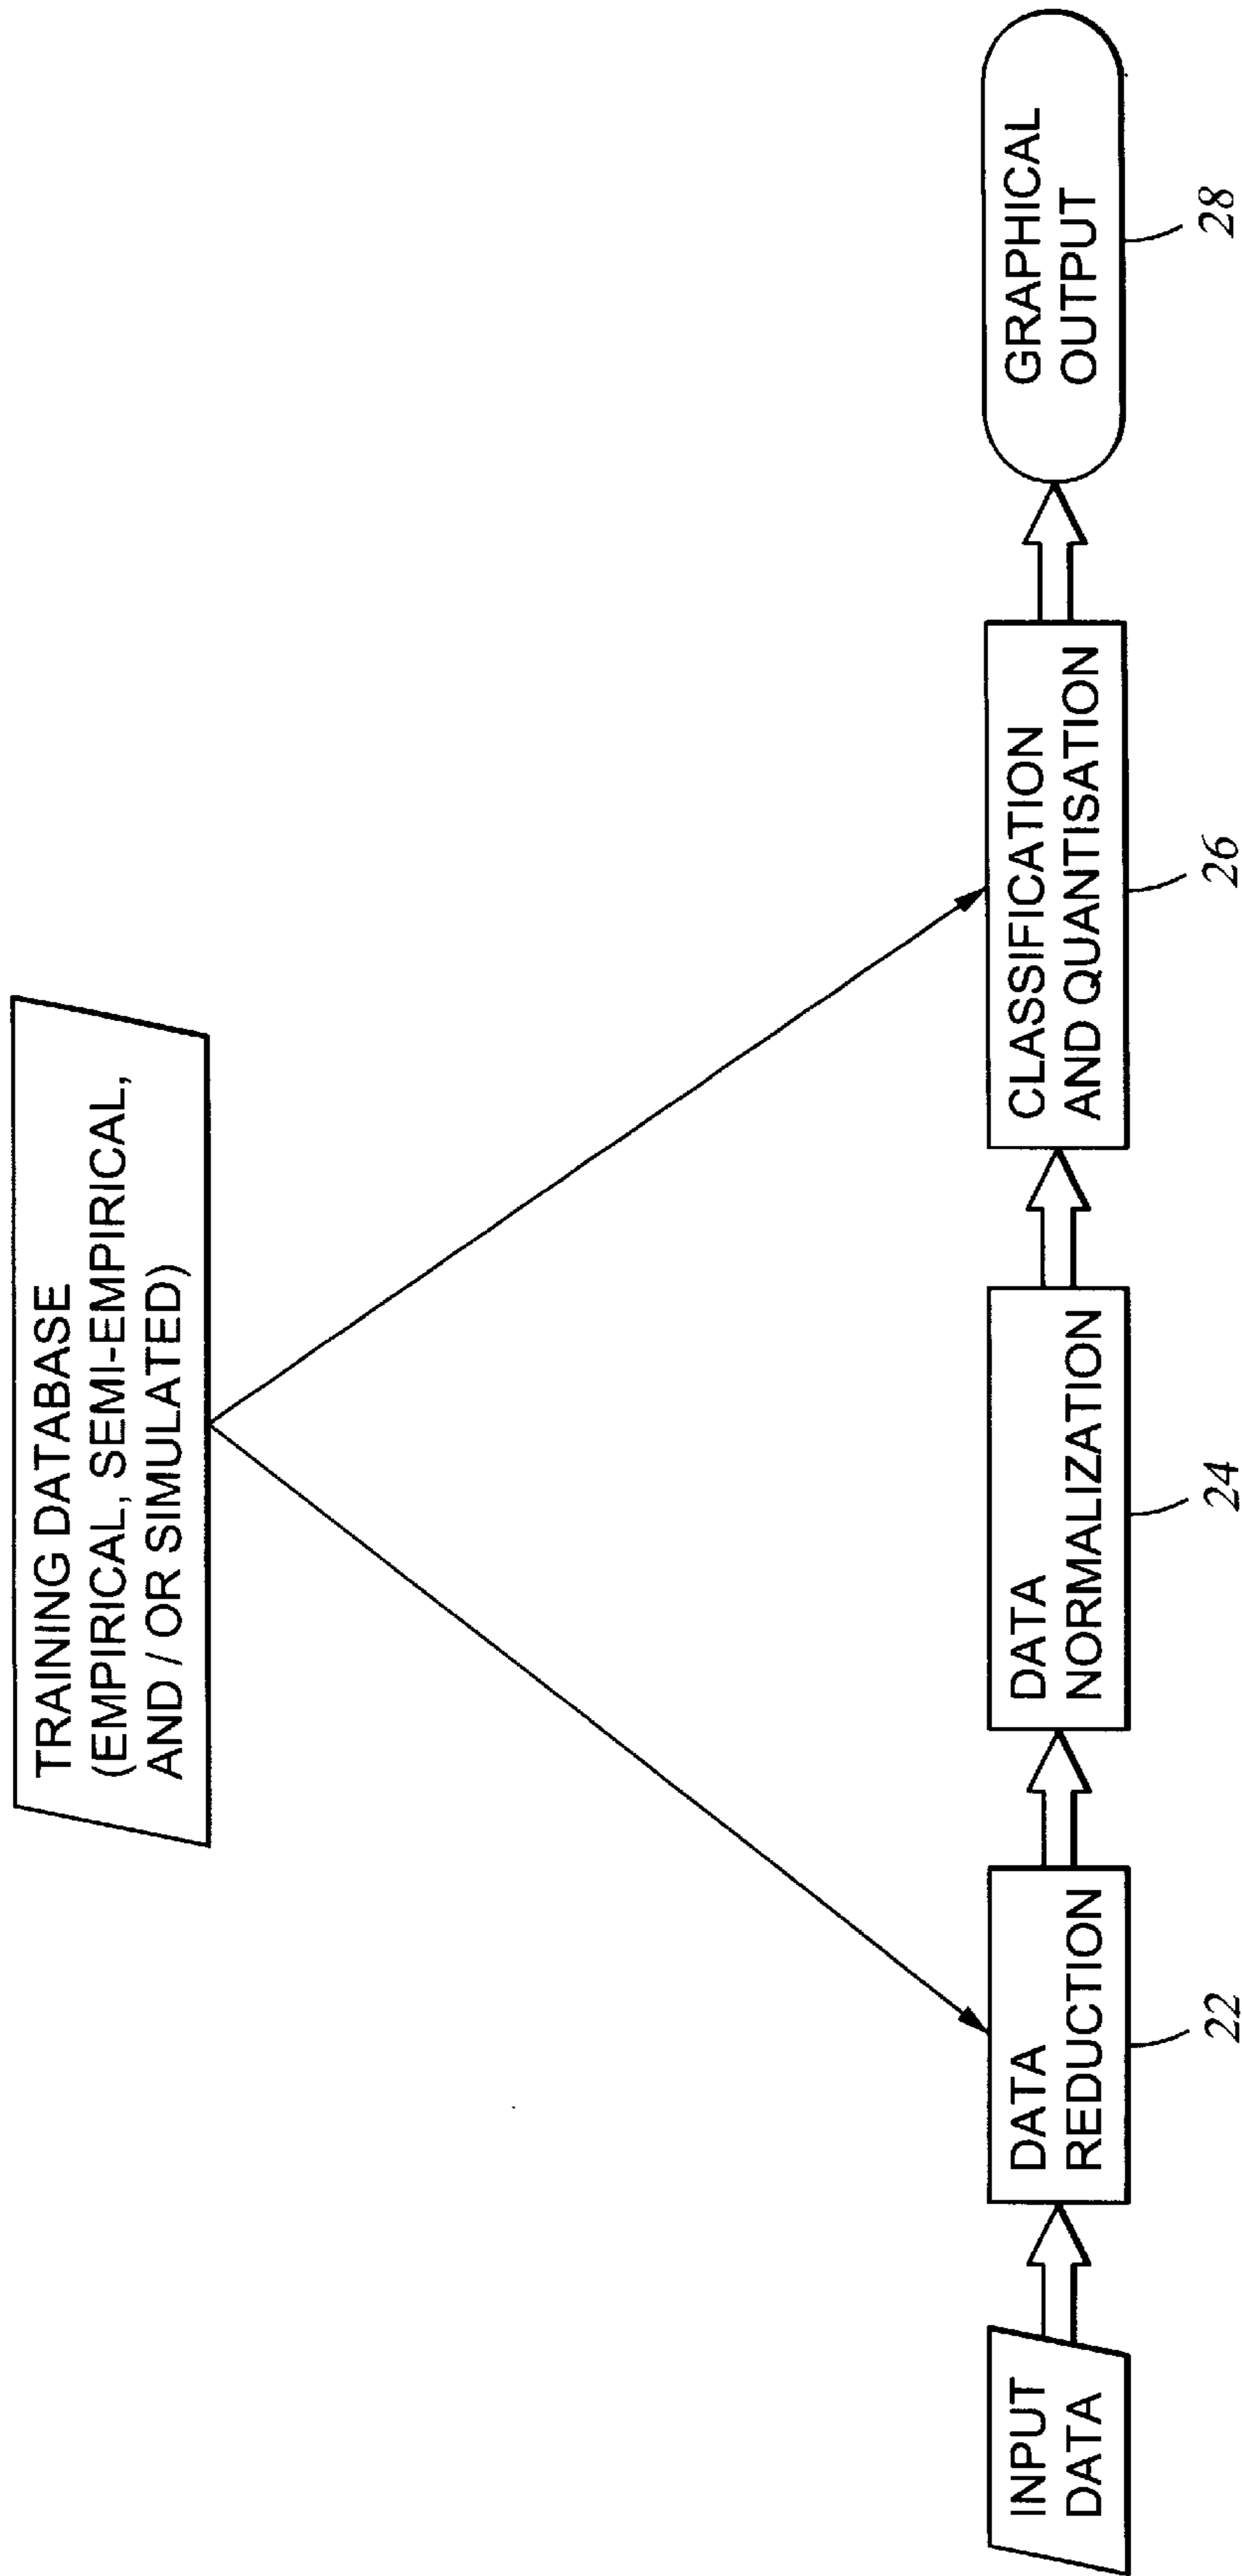 TRAINING DATABASE
(EMPIRICAL, SEMI-EMPIRICAL,
AND / OR SIMULATED)
INPUT
DATA
DATA
REDUCTION
22
DATA
NORMALIZATION
24
CLASSIFICATION
AND QUANTISATION
26
GRAPHICAL
OUTPUT
28